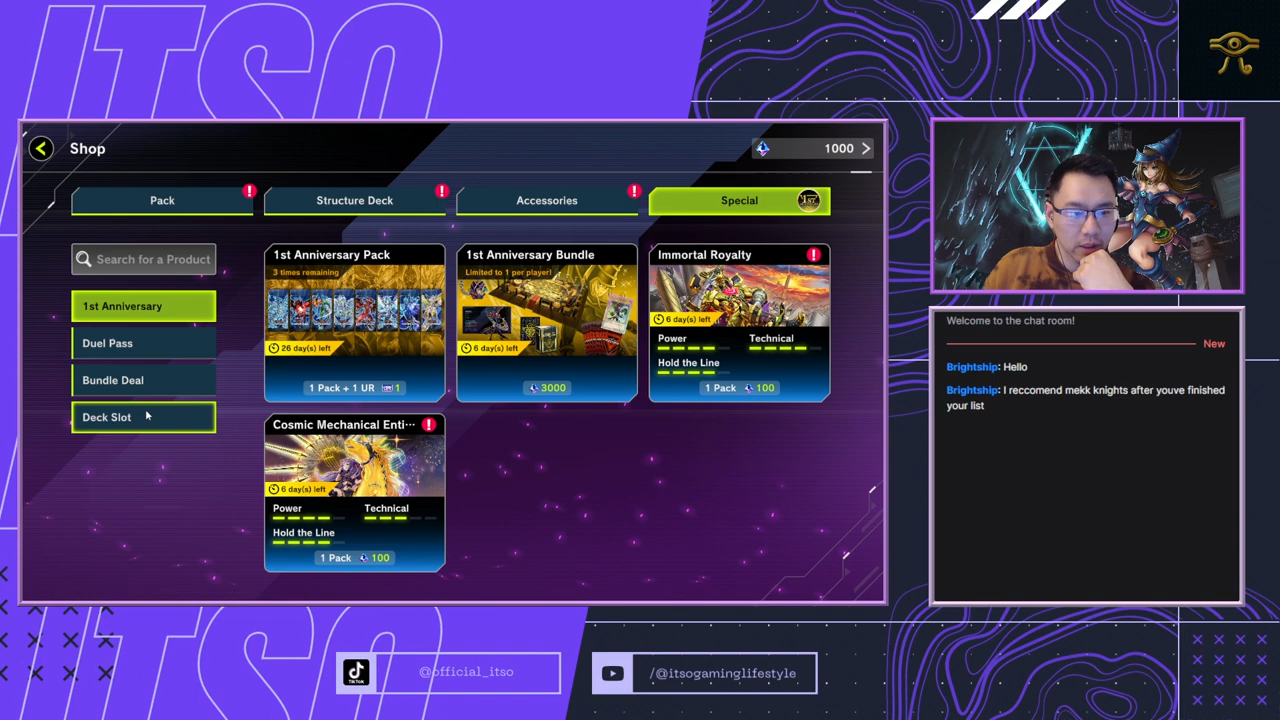 ITSO
Shop
1000
Pack
!
Structure Deck
!
Accessories
!
Special
1ST
Search for a Product
1st Anniversary
Duel Pass
Bundle Deal
Deck Slot
1st Anniversary Pack
3 times remaining
26 day(s) left
1 Pack + 1 UR 1
1st Anniversary Bundle
Limited to 1 per player!
6 day(s) left
3000
Immortal Royalty
!
6 day(s) left
Power
Technical
Hold the Line
1 Pack 100
Cosmic Mechanical Enti···
!
6 day(s) left
Power
Technical
Hold the Line
1 Pack 100
Welcome to the chat room!
New
Brightship: Hello
Brightship: I reccomend mekk knights after youve finished
your list
ITSO
TikTok
@official_itso
/@itsogaminglifestyle